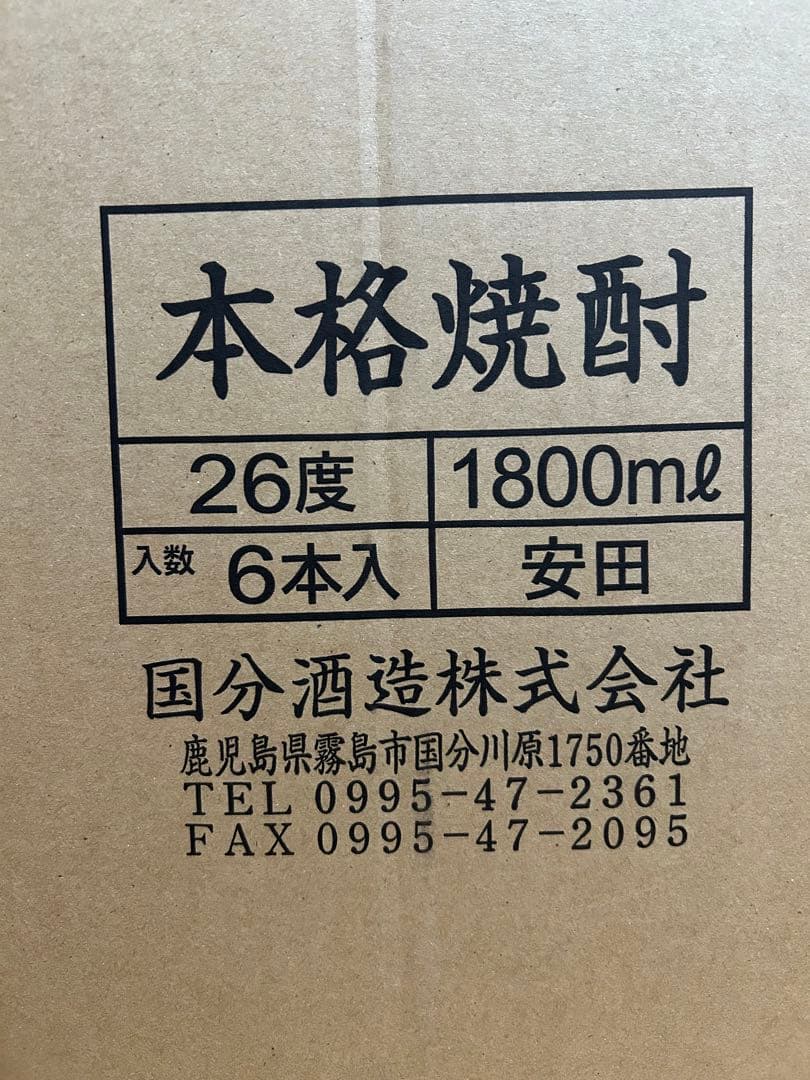 本格焼酎
26度 1800mℓ
入数 6本入 安田
国分酒造株式会社
鹿児島県霧島市国分川原1750番地
TEL 0995-47-2361
FAX 0995-47-2095